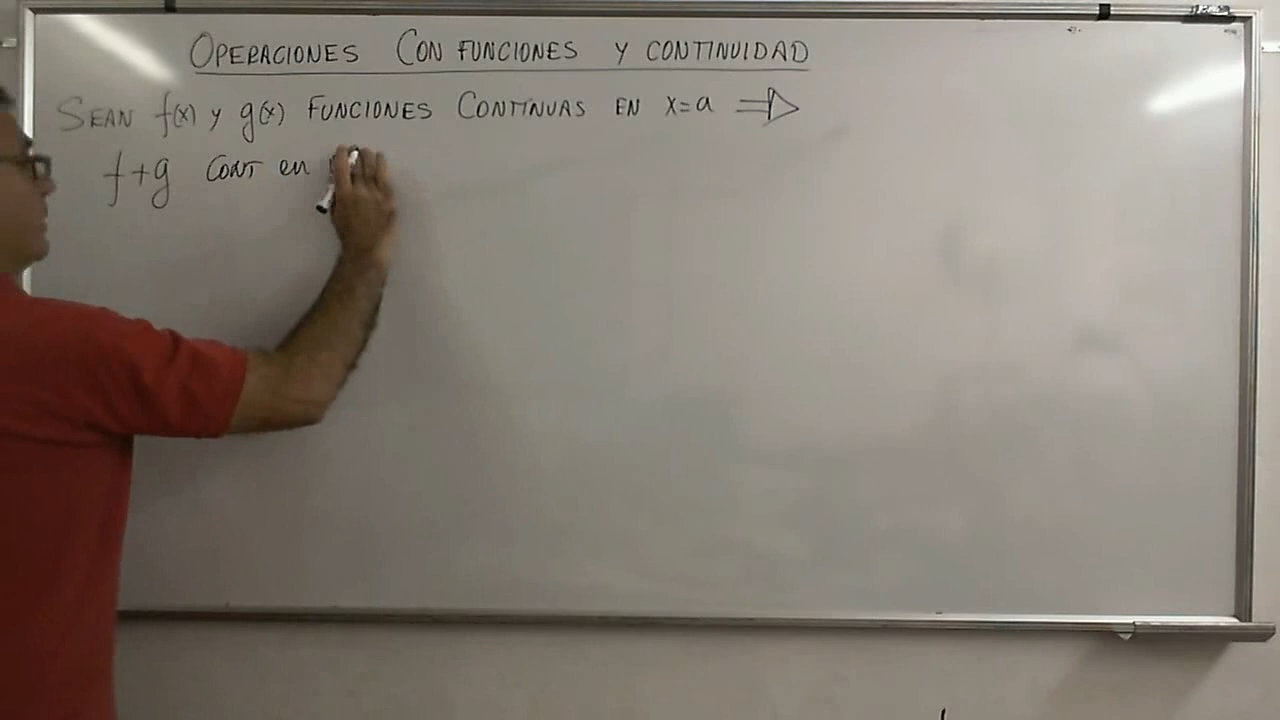 OPERACIONES CON FUNCIONES Y CONTINUIDAD
SEAN f(x) y g(x) FUNCIONES CONTINUAS EN x=a ⇒
f+g CONT en